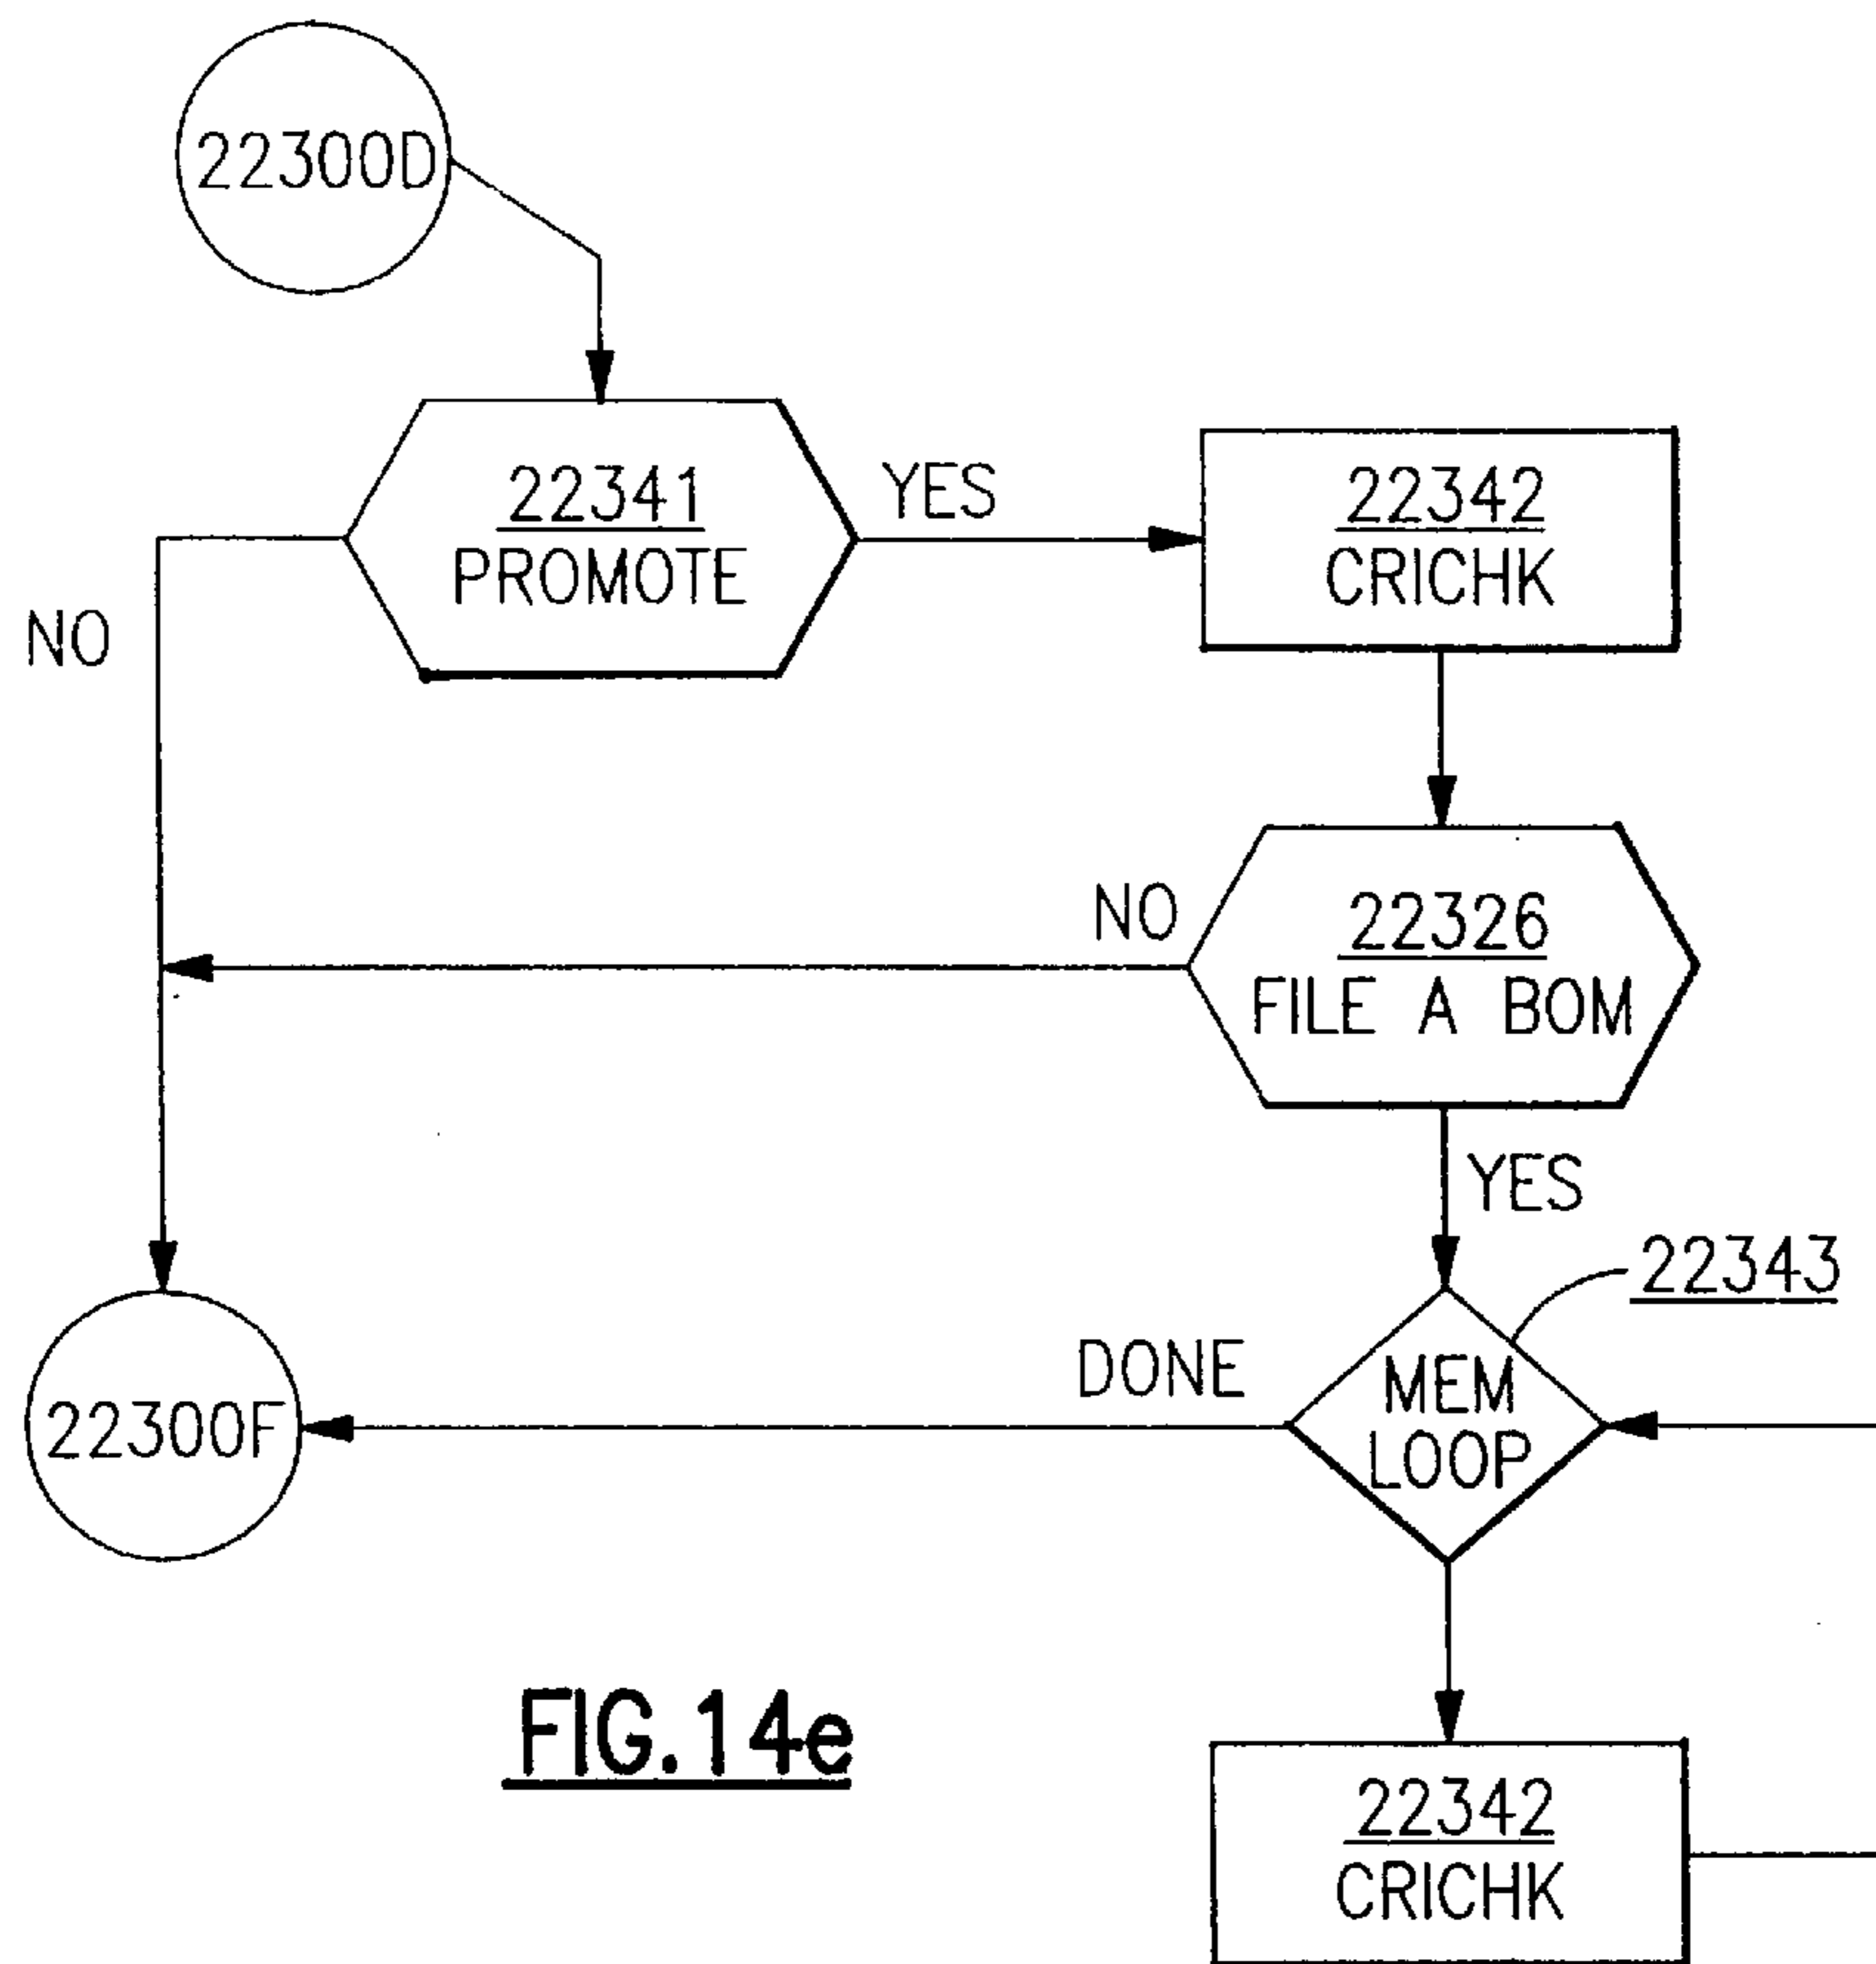 22300D
22341
PROMOTE
YES
22342
CRICHK
NO
NO
22326
FILE A BOM
YES
22343
DONE
MEM
LOOP
22300F
FIG.14e
22342
CRICHK